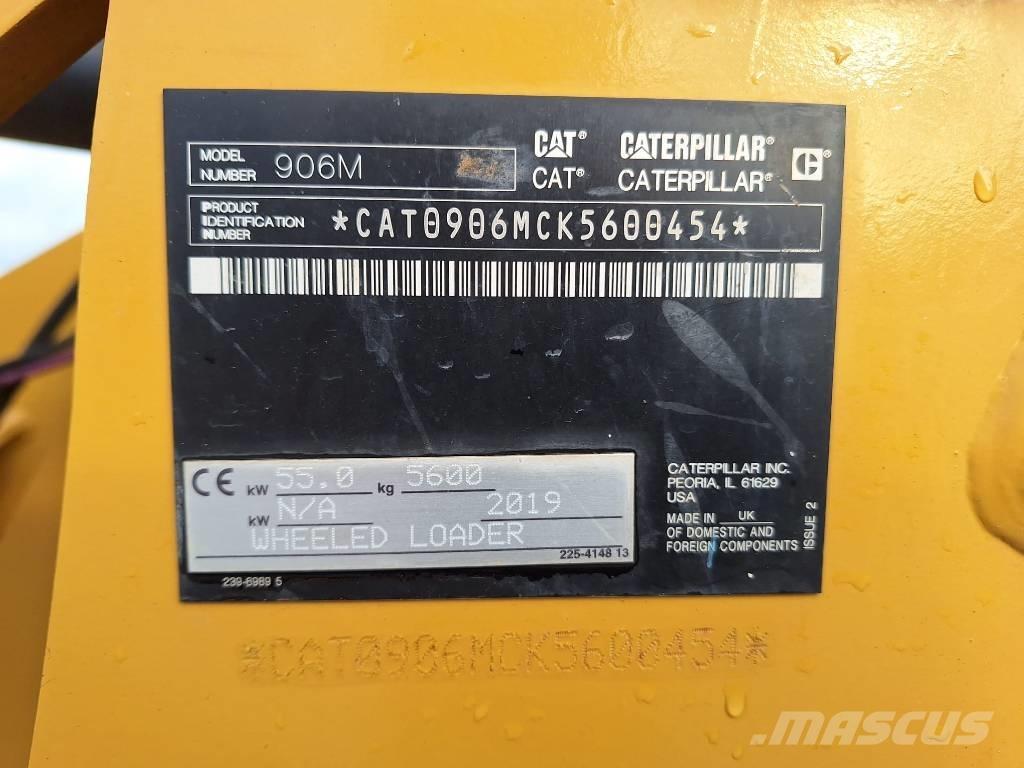 MODEL NUMBER 906M
CAT® CATERPILLAR® C®
CAT® CATERPILLAR®
PRODUCT
IDENTIFICATION
NUMBER
*CAT0906MCK5600454*
CE kW 55.0 kg 5600
kW N/A 2019
WHEELED LOADER
225-4148 13
239-6989 5
CATERPILLAR INC.
PEORIA, IL 61629
USA
MADE IN UK
OF DOMESTIC AND
FOREIGN COMPONENTS
ISSUE 2
*CAT0906MCK5600454*
MASCUS